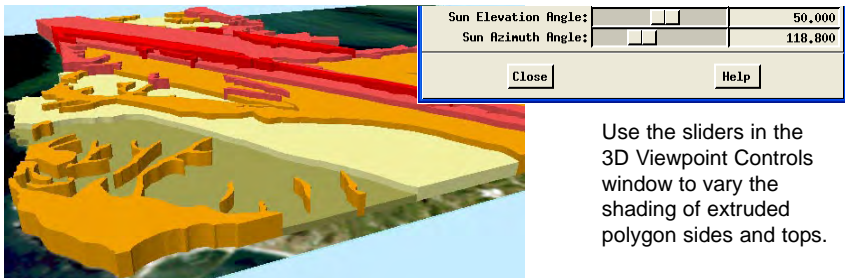 Sun Elevation Angle: 50.000
Sun Azimuth Angle: 118.800
Close Help
Use the sliders in the
3D Viewpoint Controls
window to vary the
shading of extruded
polygon sides and tops.